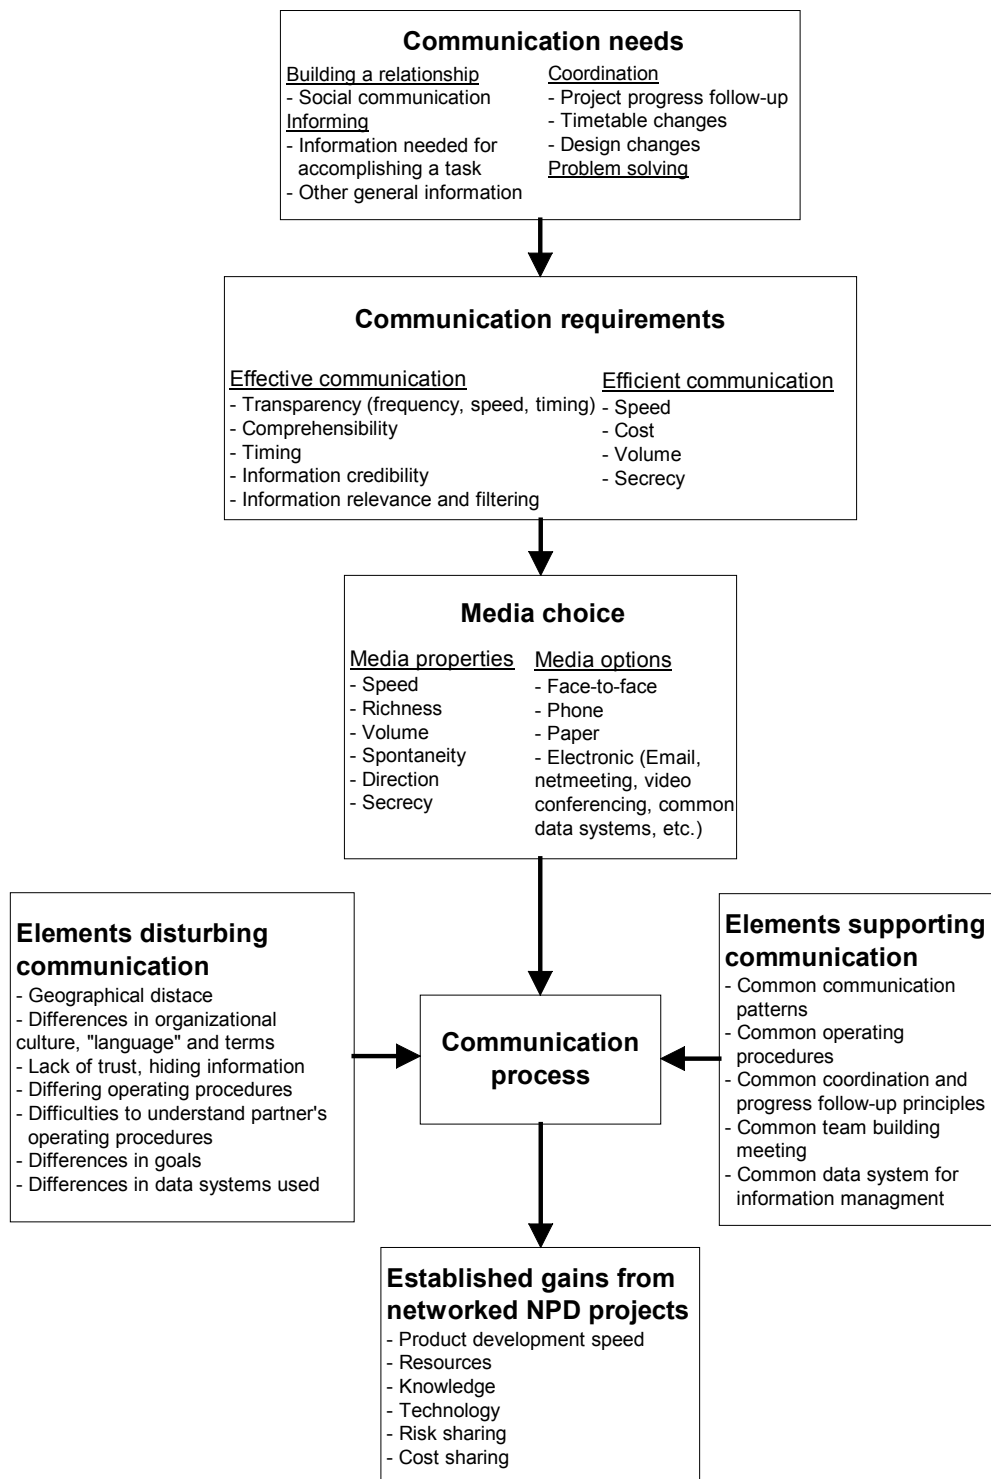 Communication needs
Building a relationship
- Social communication
Informing
- Information needed for
accomplishing a task
- Other general information
Coordination
- Project progress follow-up
- Timetable changes
- Design changes
Problem solving
Communication requirements
Effective communication
- Transparency (frequency, speed, timing)
- Comprehensibility
- Timing
- Information credibility
- Information relevance and filtering
Efficient communication
- Speed
- Cost
- Volume
- Secrecy
Media choice
Media properties
- Speed
- Richness
- Volume
- Spontaneity
- Direction
- Secrecy
Media options
- Face-to-face
- Phone
- Paper
- Electronic (Email,
netmeeting, video
conferencing, common
data systems, etc.)
Elements disturbing
communication
- Geographical distace
- Differences in organizational
culture, "language" and terms
- Lack of trust, hiding information
- Differing operating procedures
- Difficulties to understand partner's
operating procedures
- Differences in goals
- Differences in data systems used
Communication
process
Elements supporting
communication
- Common communication
patterns
- Common operating
procedures
- Common coordination and
progress follow-up principles
- Common team building
meeting
- Common data system for
information managment
Established gains from
networked NPD projects
- Product development speed
- Resources
- Knowledge
- Technology
- Risk sharing
- Cost sharing